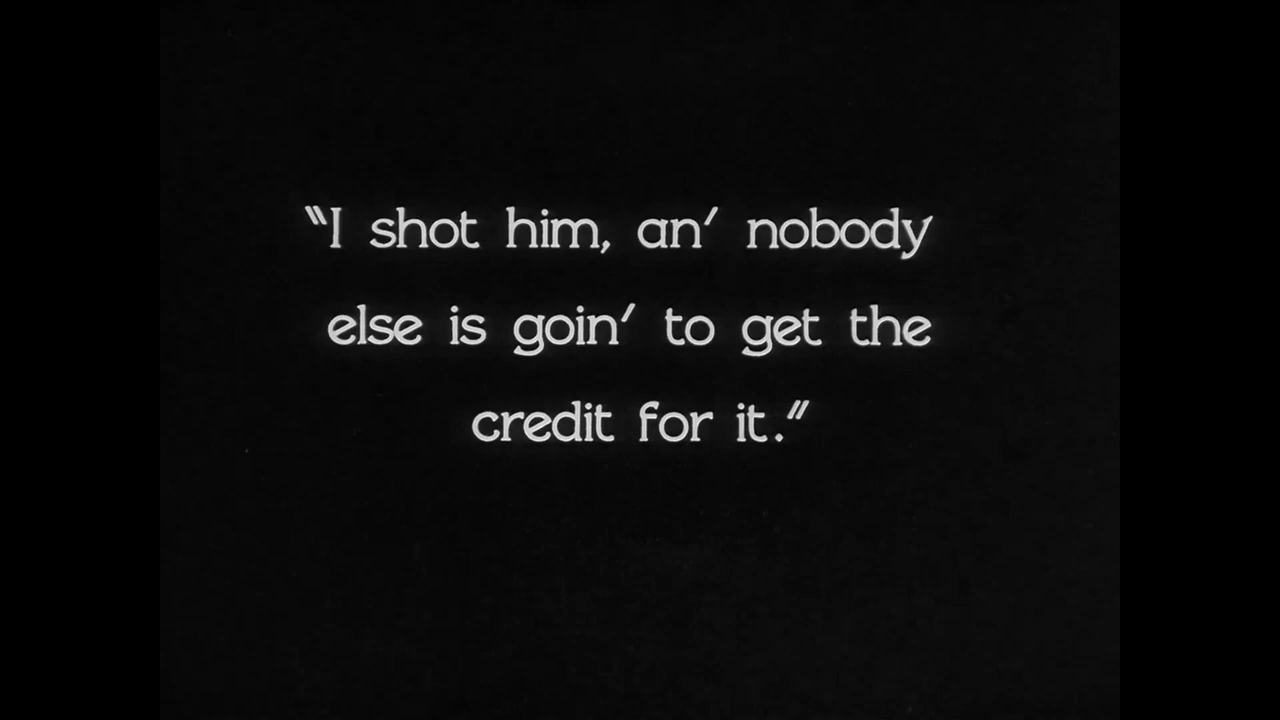 “I shot him, an’ nobody
else is goin’ to get the
credit for it.”